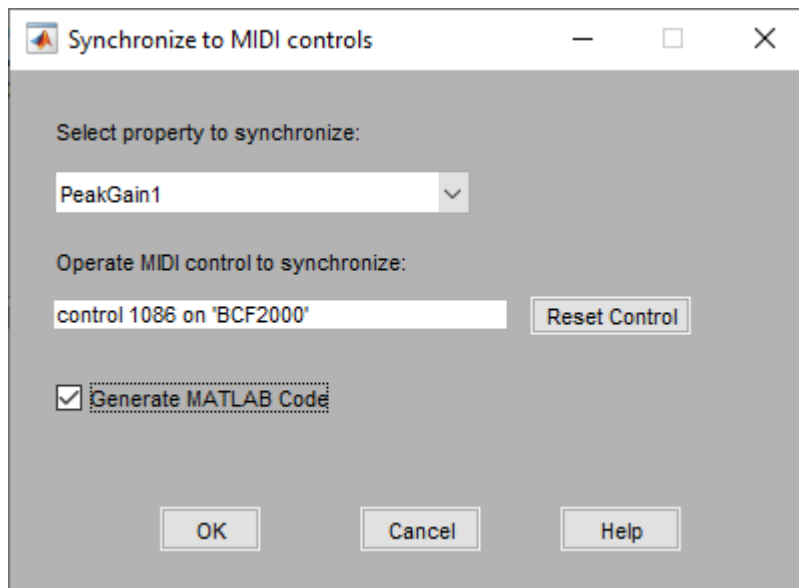 Synchronize to MIDI controls
Select property to synchronize:
PeakGain1
Operate MIDI control to synchronize:
control 1086 on 'BCF2000'
Reset Control
Generate MATLAB Code
OK
Cancel
Help